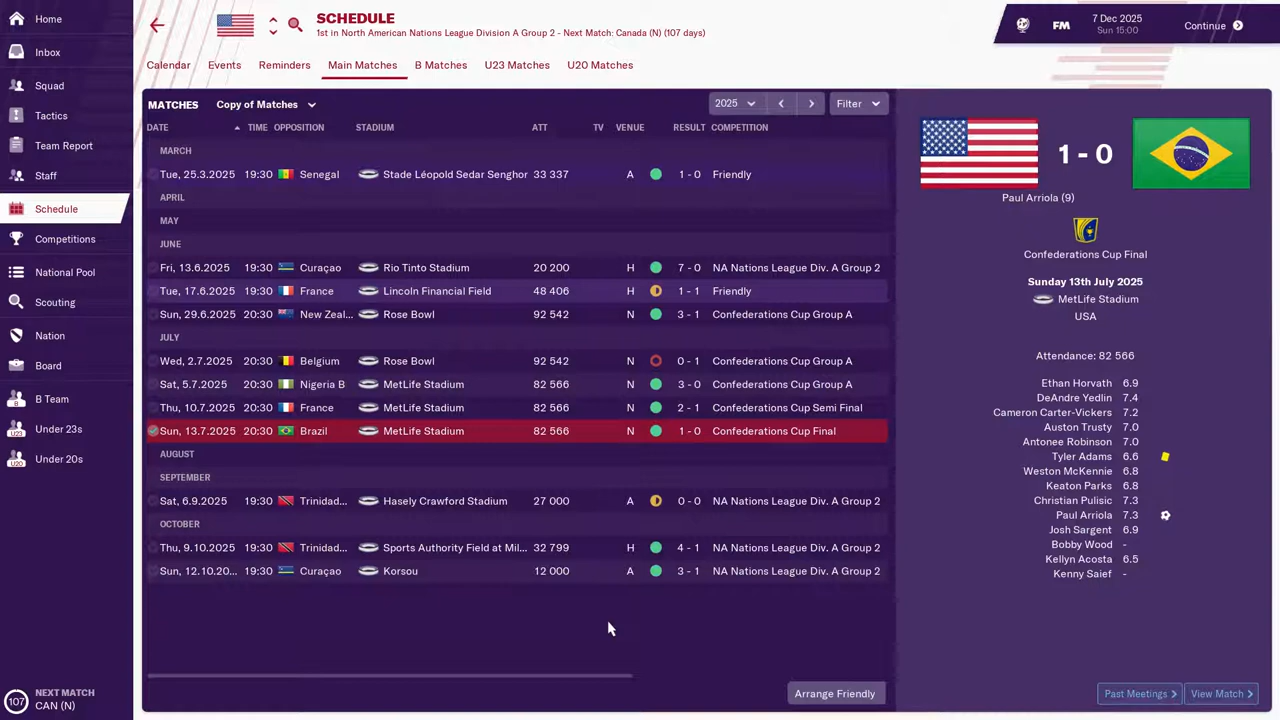 Home
Inbox
Squad
Tactics
Team Report
Staff
Schedule
Competitions
National Pool
Scouting
Nation
Board
B
B Team
U23
Under 23s
U20
Under 20s
107
NEXT MATCH
CAN (N)
SCHEDULE
1st in North American Nations League Division A Group 2 - Next Match: Canada (N) (107 days)
FM
7 Dec 2025
Sun 15:00
Continue
Calendar Events Reminders Main Matches B Matches U23 Matches U20 Matches
MATCHES Copy of Matches 2025 Filter
DATE TIME OPPOSITION STADIUM ATT TV VENUE RESULT COMPETITION
MARCH
Tue, 25.3.2025 19:30 Senegal Stade Léopold Sedar Senghor 33 337 A 1 - 0 Friendly
APRIL
MAY
JUNE
Fri, 13.6.2025 19:30 Curaçao Rio Tinto Stadium 20 200 H 7 - 0 NA Nations League Div. A Group 2
Tue, 17.6.2025 19:30 France Lincoln Financial Field 48 406 H 1 - 1 Friendly
Sun, 29.6.2025 20:30 New Zeal... Rose Bowl 92 542 N 3 - 1 Confederations Cup Group A
JULY
Wed, 2.7.2025 20:30 Belgium Rose Bowl 92 542 N 0 - 1 Confederations Cup Group A
Sat, 5.7.2025 20:30 Nigeria B MetLife Stadium 82 566 N 3 - 0 Confederations Cup Group A
Thu, 10.7.2025 20:30 France MetLife Stadium 82 566 N 2 - 1 Confederations Cup Semi Final
Sun, 13.7.2025 20:30 Brazil MetLife Stadium 82 566 N 1 - 0 Confederations Cup Final
AUGUST
SEPTEMBER
Sat, 6.9.2025 19:30 Trinidad... Hasely Crawford Stadium 27 000 A 0 - 0 NA Nations League Div. A Group 2
OCTOBER
Thu, 9.10.2025 19:30 Trinidad... Sports Authority Field at Mil... 32 799 H 4 - 1 NA Nations League Div. A Group 2
Sun, 12.10.20... 19:30 Curaçao Korsou 12 000 A 3 - 1 NA Nations League Div. A Group 2
Arrange Friendly
1 - 0
Paul Arriola (9)
Confederations Cup Final
Sunday 13th July 2025
MetLife Stadium
USA
Attendance: 82 566
Ethan Horvath 6.9
DeAndre Yedlin 7.4
Cameron Carter-Vickers 7.2
Auston Trusty 7.0
Antonee Robinson 7.0
Tyler Adams 6.6
Weston McKennie 6.8
Keaton Parks 6.8
Christian Pulisic 7.3
Paul Arriola 7.3
Josh Sargent 6.9
Bobby Wood -
Kellyn Acosta 6.5
Kenny Saief -
Past Meetings View Match